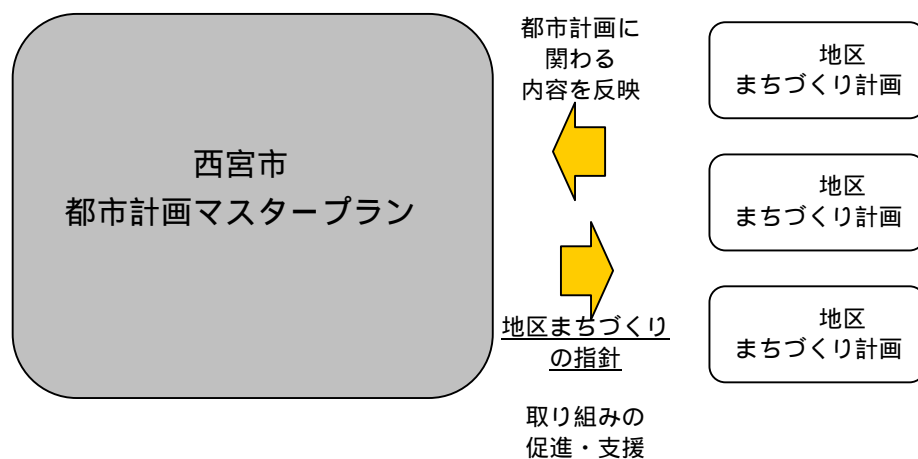 西宮市
都市計画マスタープラン
都市計画に
関わる
内容を反映
地区まちづくり
の指針
取り組みの
促進・支援
地区
まちづくり計画
地区
まちづくり計画
地区
まちづくり計画